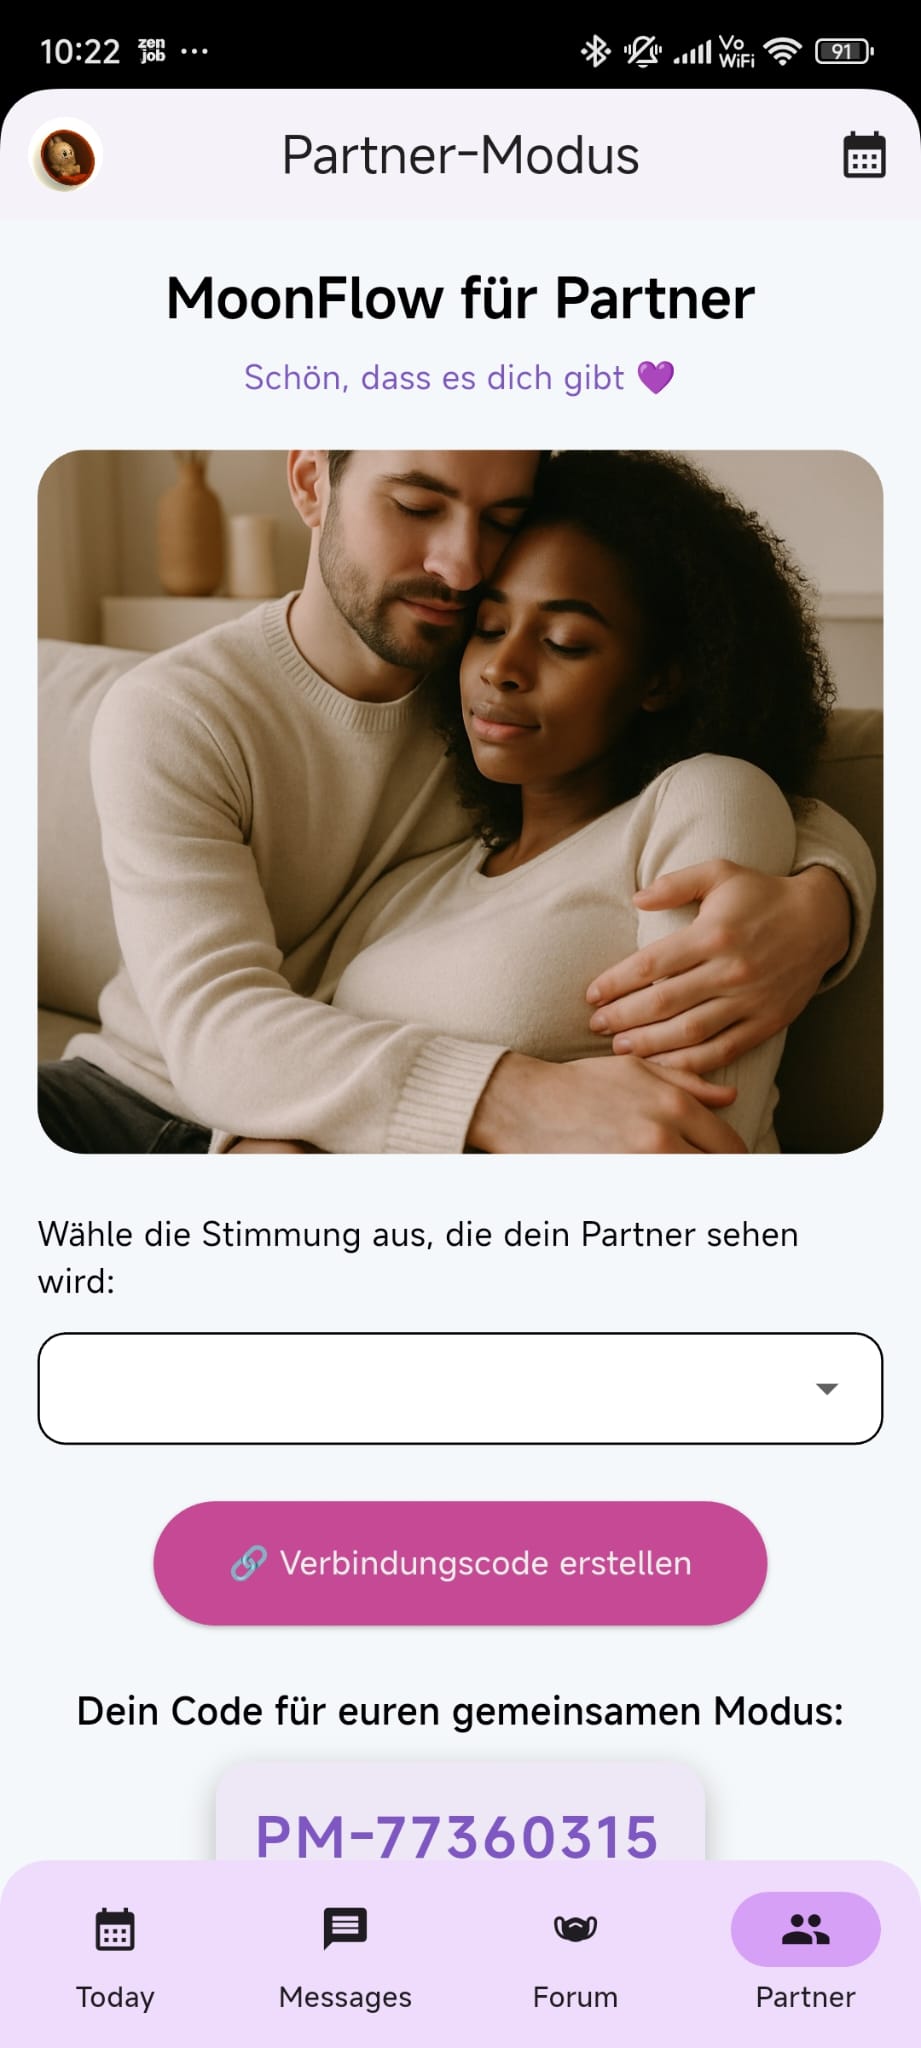 10:22 zen job ... Vo WiFi 91
Partner-Modus
MoonFlow für Partner
Schön, dass es dich gibt 💜
Wähle die Stimmung aus, die dein Partner sehen
wird:
🔗 Verbindungscode erstellen
Dein Code für euren gemeinsamen Modus:
PM-77360315
Today Messages Forum Partner